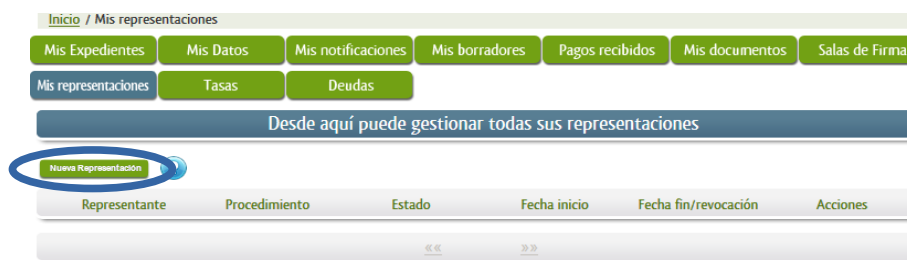 Inicio / Mis representaciones
Mis Expedientes Mis Datos Mis notificaciones Mis borradores Pagos recibidos Mis documentos Salas de Firma
Mis representaciones Tasas Deudas
Desde aquí puede gestionar todas sus representaciones
Nueva Representación
Representante Procedimiento Estado Fecha inicio Fecha fin/revocación Acciones
«« »»